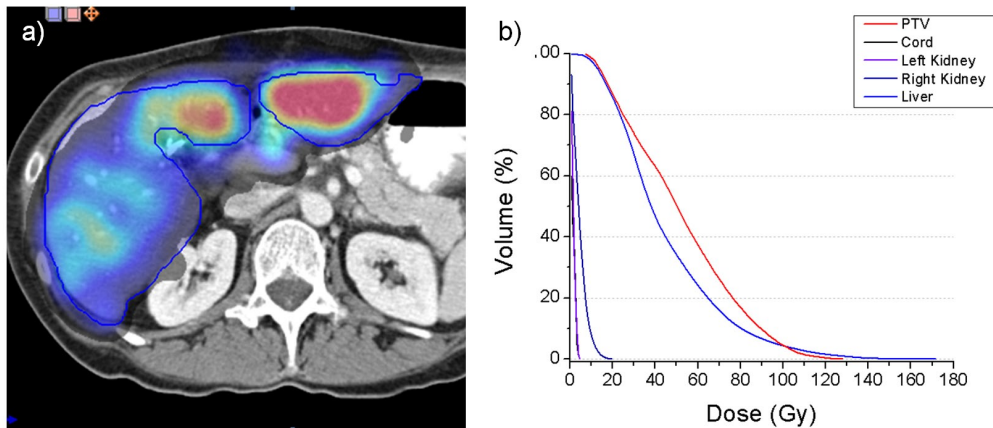 a)
b)
PTV
Cord
Left Kidney
Right Kidney
Liver
.00
80
60
40
20
0
Volume (%)
0 20 40 60 80 100 120 140 160 180
Dose (Gy)